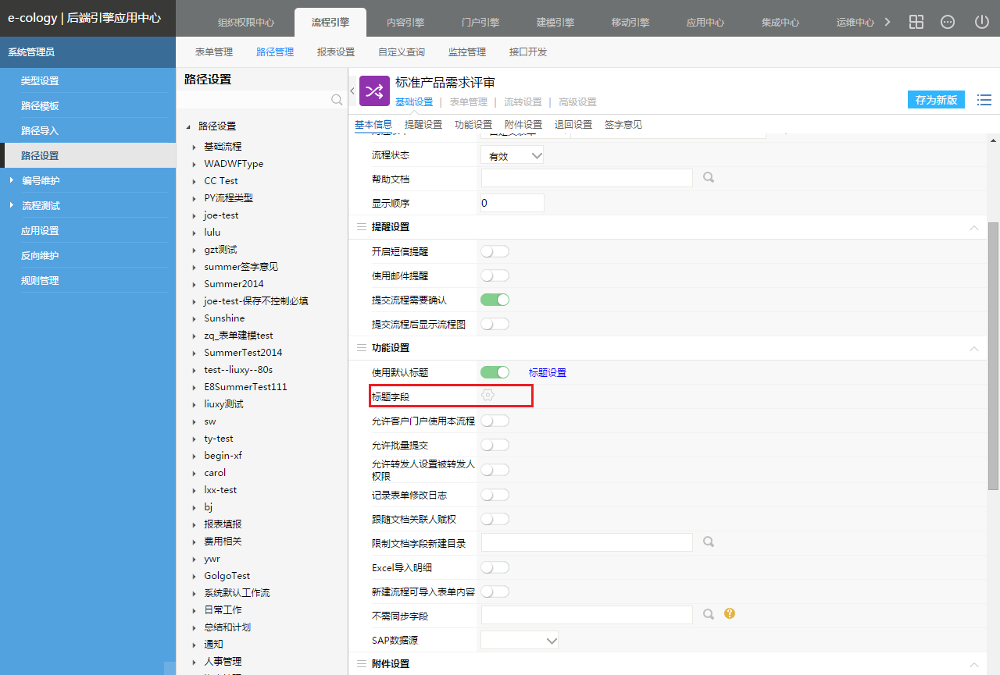 e-cology | 后端引擎应用中心
组织权限中心 流程引擎 内容引擎 门户引擎 建模引擎 移动引擎 应用中心 集成中心 运维中心
系统管理员
表单管理 路径管理 报表设置 自定义查询 监控管理 接口开发
类型设置
路径模板
路径导入
路径设置
编号维护
流程测试
应用设置
反向维护
规则管理
路径设置
路径设置
基础流程
WADWFType
CC Test
PY流程类型
joe-test
lulu
gzt测试
summer签字意见
Summer2014
joe-test-保存不控制必填
Sunshine
zq_表单建模test
SummerTest2014
test--liuxy--80s
E8SummerTest111
liuxy测试
sw
ty-test
begin-xf
carol
lxx-test
bj
报表填报
费用相关
ywr
GolgoTest
系统默认工作流
日常工作
总结和计划
通知
人事管理
标准产品需求评审
基础设置 | 表单管理 | 流转设置 | 高级设置
存为新版
基本信息 提醒设置 功能设置 附件设置 退回设置 签字意见
流程状态 有效
帮助文档
显示顺序 0
提醒设置
开启短信提醒
使用邮件提醒
提交流程需要确认
提交流程后显示流程图
功能设置
使用默认标题 标题设置
标题字段
允许客户门户使用本流程
允许批量提交
允许转发人设置被转发人
权限
记录表单修改日志
跟随文档关联人赋权
限制文档字段新建目录
Excel导入明细
新建流程可导入表单内容
不需同步字段
SAP数据源
附件设置